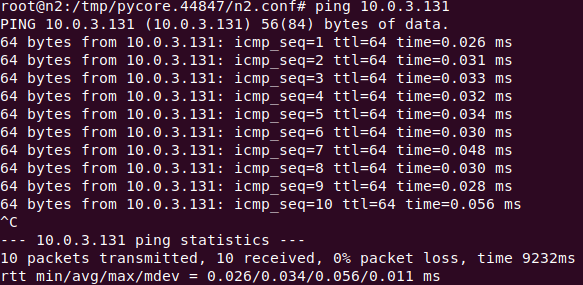 root@n2:/tmp/pycore.44847/n2.conf# ping 10.0.3.131
PING 10.0.3.131 (10.0.3.131) 56(84) bytes of data.
64 bytes from 10.0.3.131: icmp_seq=1 ttl=64 time=0.026 ms
64 bytes from 10.0.3.131: icmp_seq=2 ttl=64 time=0.031 ms
64 bytes from 10.0.3.131: icmp_seq=3 ttl=64 time=0.033 ms
64 bytes from 10.0.3.131: icmp_seq=4 ttl=64 time=0.032 ms
64 bytes from 10.0.3.131: icmp_seq=5 ttl=64 time=0.034 ms
64 bytes from 10.0.3.131: icmp_seq=6 ttl=64 time=0.030 ms
64 bytes from 10.0.3.131: icmp_seq=7 ttl=64 time=0.048 ms
64 bytes from 10.0.3.131: icmp_seq=8 ttl=64 time=0.030 ms
64 bytes from 10.0.3.131: icmp_seq=9 ttl=64 time=0.028 ms
64 bytes from 10.0.3.131: icmp_seq=10 ttl=64 time=0.056 ms
^C
--- 10.0.3.131 ping statistics ---
10 packets transmitted, 10 received, 0% packet loss, time 9232ms
rtt min/avg/max/mdev = 0.026/0.034/0.056/0.011 ms